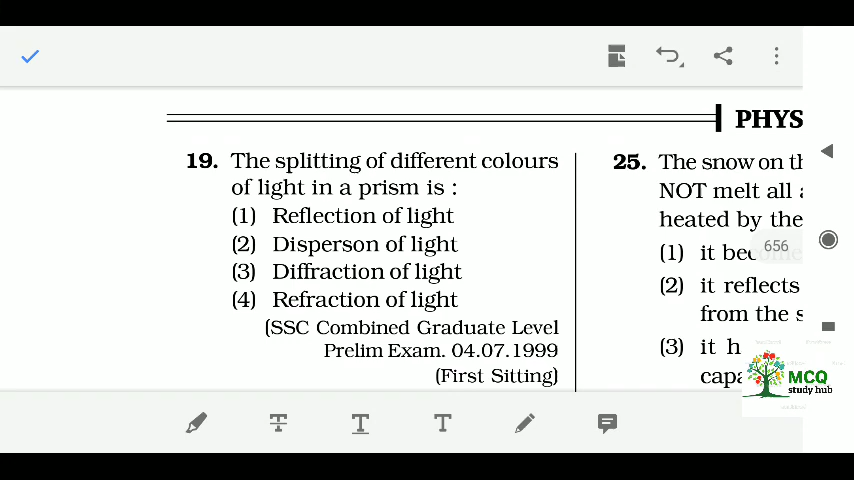 PHYS
19. The splitting of different colours
of light in a prism is :
(1) Reflection of light
(2) Disperson of light
(3) Diffraction of light
(4) Refraction of light
(SSC Combined Graduate Level
Prelim Exam. 04.07.1999
(First Sitting)
25. The snow on th
NOT melt all a
heated by the
(1) it become
(2) it reflects
from the s
(3) it h
capa
656
MCQ
study hub